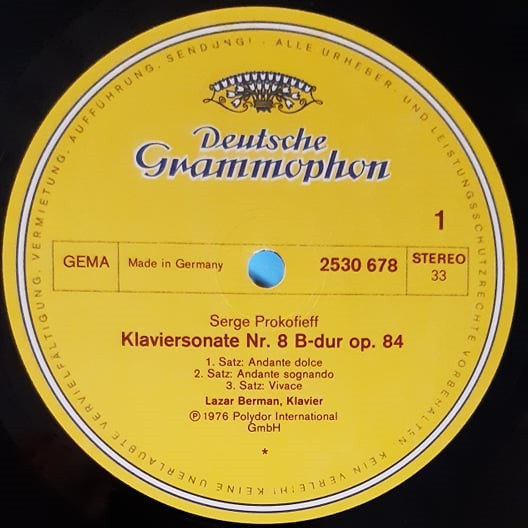 ALLE URHEBER- UND LEISTUNGSSCHUTZRECHTE VORBEHALTEN. KEIN VERLEIH! KEINE UNERLAUBTE VERVIELFÄLTIGUNG, VERMIETUNG, AUFFÜHRUNG, SENDUNG!
Deutsche
Grammophon
1
GEMA Made in Germany 2530 678 STEREO
33
Serge Prokofieff
Klaviersonate Nr. 8 B-dur op. 84
1. Satz: Andante dolce
2. Satz: Andante sognando
3. Satz: Vivace
Lazar Berman, Klavier
Ⓟ 1976 Polydor International
GmbH
*